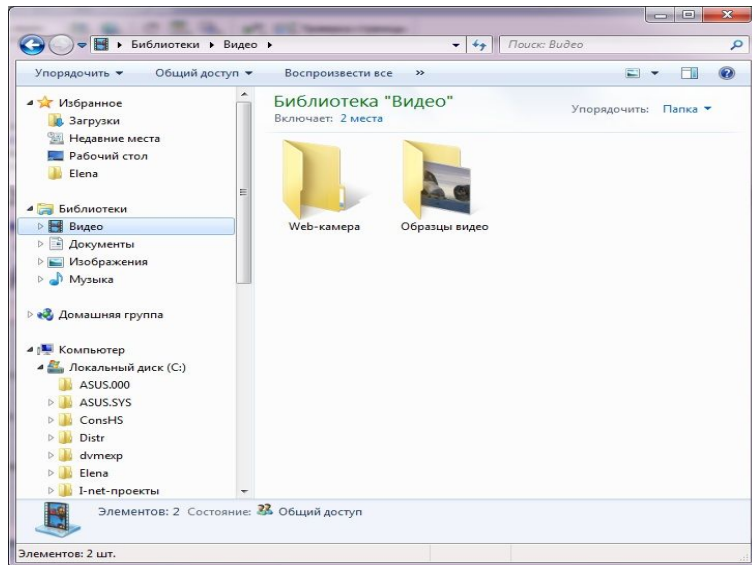 Библиотеки ▸ Видео ▸
Поиск: Видео
Упорядочить ▾ Общий доступ ▾ Воспроизвести все »
Избранное
Загрузки
Недавние места
Рабочий стол
Elena
Библиотеки
Видео
Документы
Изображения
Музыка
Домашняя группа
Компьютер
Локальный диск (C:)
ASUS.000
ASUS.SYS
ConsHS
Distr
dvmexp
Elena
I-net-проекты
Библиотека "Видео"
Включает: 2 места
Упорядочить: Папка ▾
Web-камера
Образцы видео
Элементов: 2 Состояние: Общий доступ
Элементов: 2 шт.